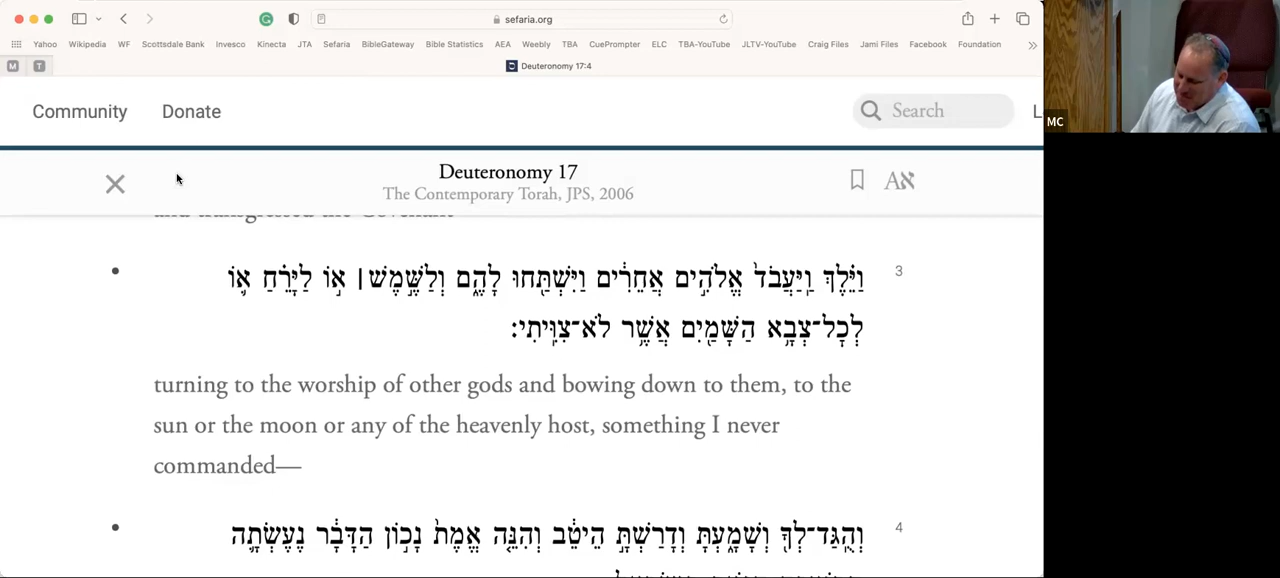 sefaria.org
Yahoo Wikipedia WF Scottsdale Bank Invesco Kinecta JTA Sefaria BibleGateway Bible Statistics AEA Weebly TBA CuePrompter ELC TBA-YouTube JLTV-YouTube Craig Files Jami Files Facebook Foundation
M T Deuteronomy 17:4
Community Donate Search L
MC
Deuteronomy 17
The Contemporary Torah, JPS, 2006
and transgressed the Covenant
וַיֵּ֗לֶךְ וַֽיַּעֲבֹד֙ אֱלֹהִ֣ים אֲחֵרִ֔ים וַיִּשְׁתַּ֖חוּ לָהֶ֑ם וְלַשֶּׁ֣מֶשׁ ׀ א֣וֹ לַיָּרֵ֗חַ א֛וֹ 3
לְכׇל־צְבָ֥א הַשָּׁמַ֖יִם אֲשֶׁ֥ר לֹא־צִוִּֽיתִי׃
turning to the worship of other gods and bowing down to them, to the
sun or the moon or any of the heavenly host, something I never
commanded—
וְהֻֽגַּד־לְךָ֖ וְשָׁמָ֑עְתָּ וְדָרַשְׁתָּ֣ הֵיטֵ֔ב וְהִנֵּ֤ה אֱמֶת֙ נָכ֣וֹן הַדָּבָ֔ר נֶעֶשְׂתָ֛ה 4